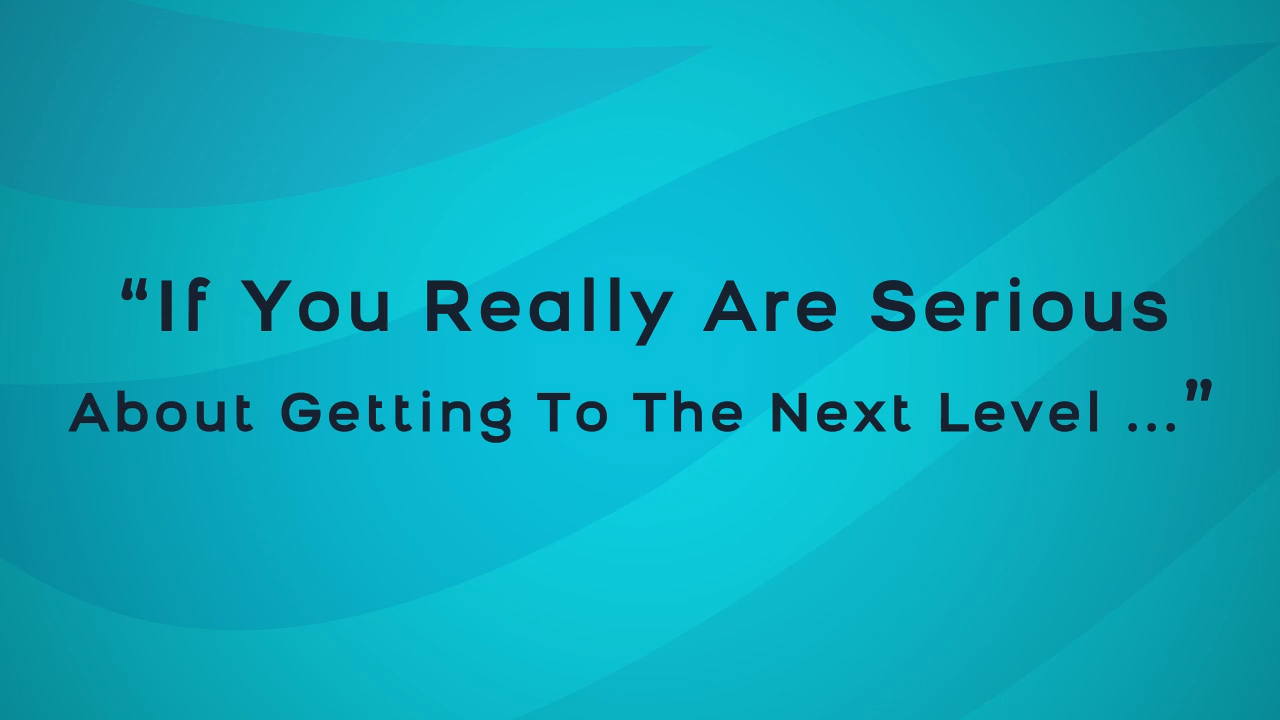 “If You Really Are Serious
About Getting To The Next Level ...”